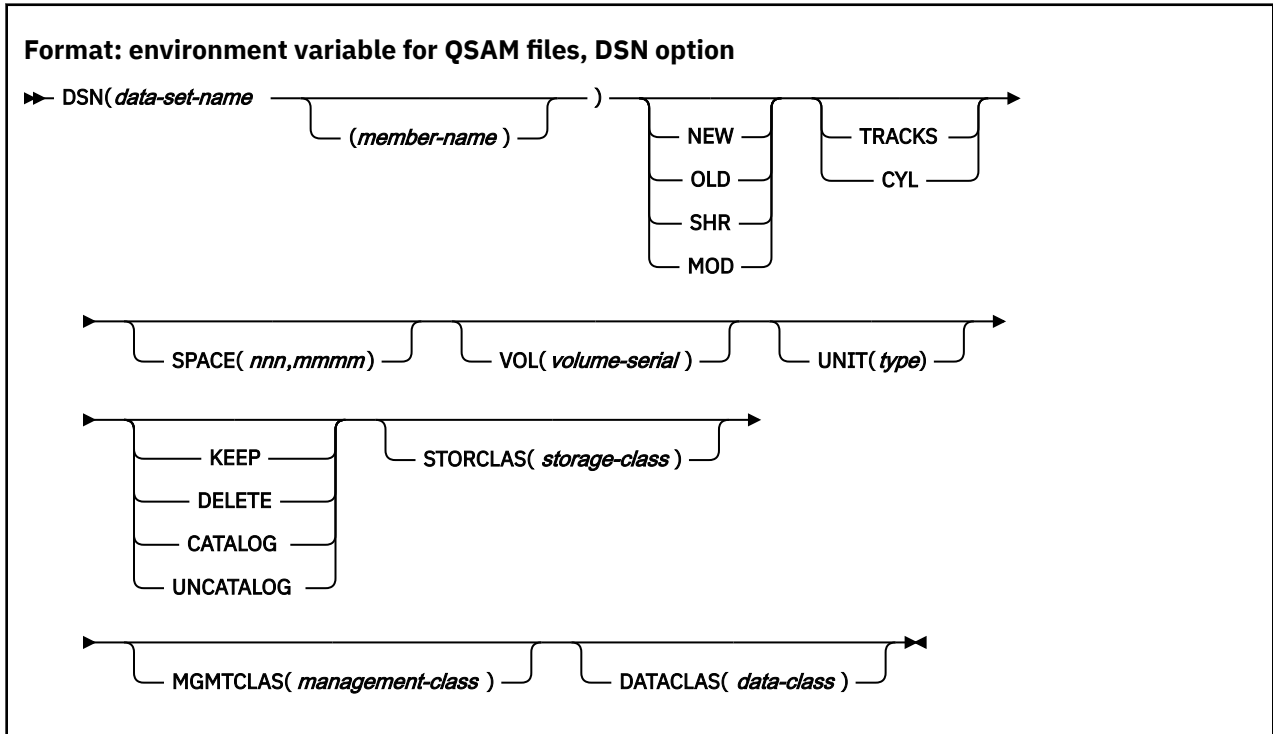 Format: environment variable for QSAM files, DSN option
DSN(data-set-name
(member-name )
)
NEW
OLD
SHR
MOD
TRACKS
CYL
SPACE( nnn,mmmm)
VOL( volume-serial )
UNIT( type)
KEEP
DELETE
CATALOG
UNCATALOG
STORCLAS( storage-class )
MGMTCLAS( management-class )
DATACLAS( data-class )